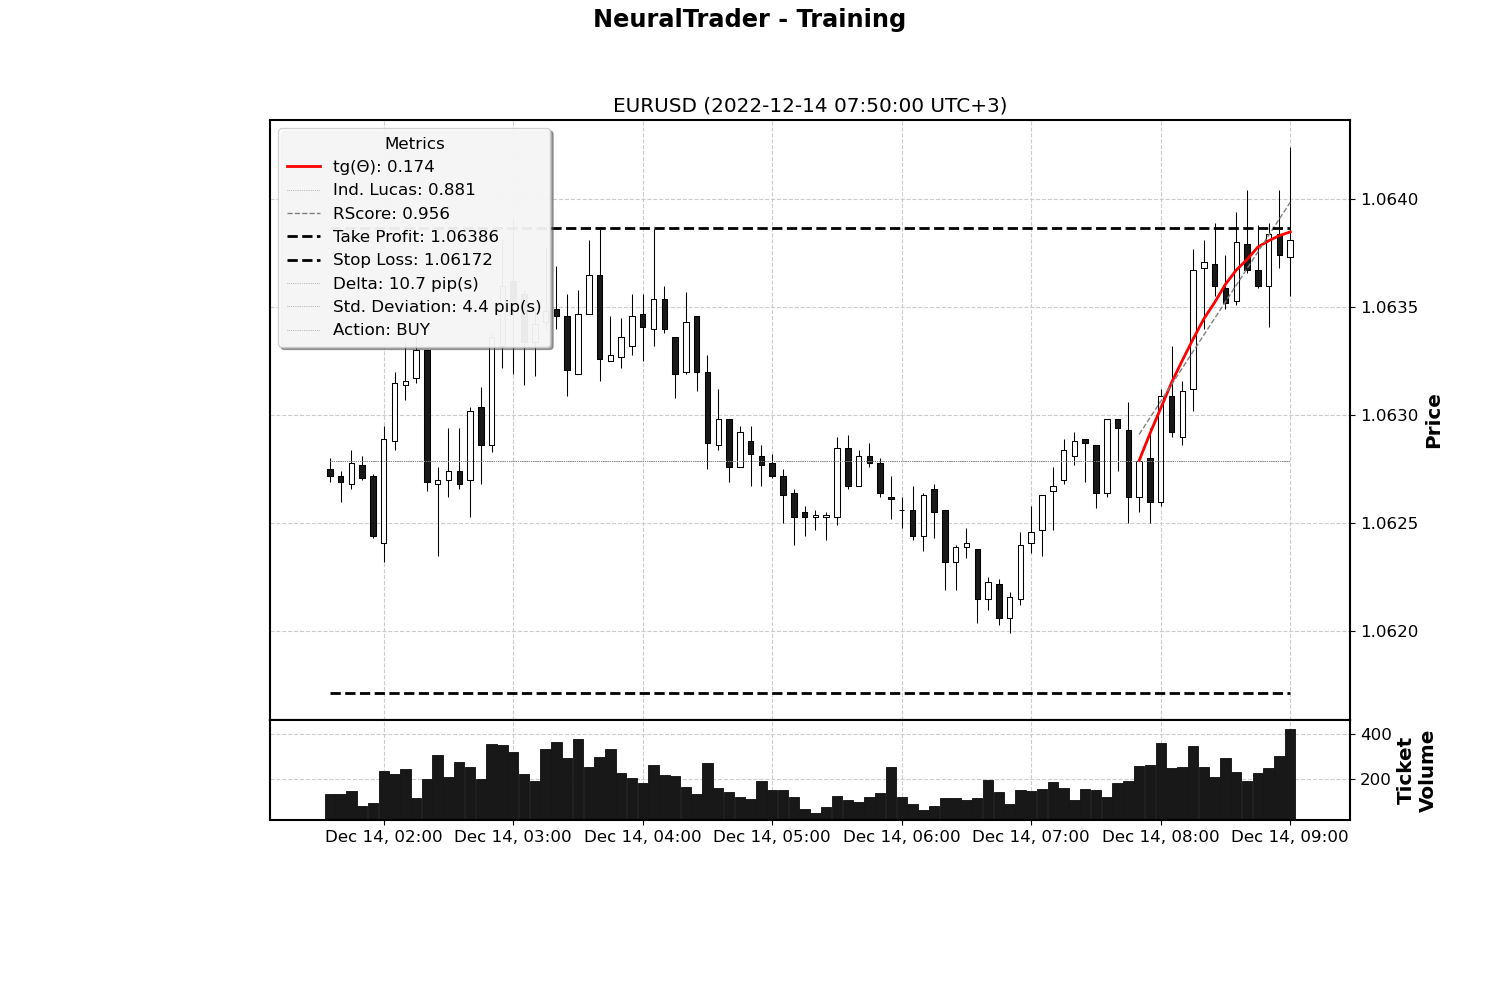 NeuralTrader - Training
EURUSD (2022-12-14 07:50:00 UTC+3)
Metrics
tg(Θ): 0.174
Ind. Lucas: 0.881
RScore: 0.956
Take Profit: 1.06386
Stop Loss: 1.06172
Delta: 10.7 pip(s)
Std. Deviation: 4.4 pip(s)
Action: BUY
1.0640
1.0635
1.0630
1.0625
1.0620
Price
400
200
Ticket
Volume
Dec 14, 02:00 Dec 14, 03:00 Dec 14, 04:00 Dec 14, 05:00 Dec 14, 06:00 Dec 14, 07:00 Dec 14, 08:00 Dec 14, 09:00